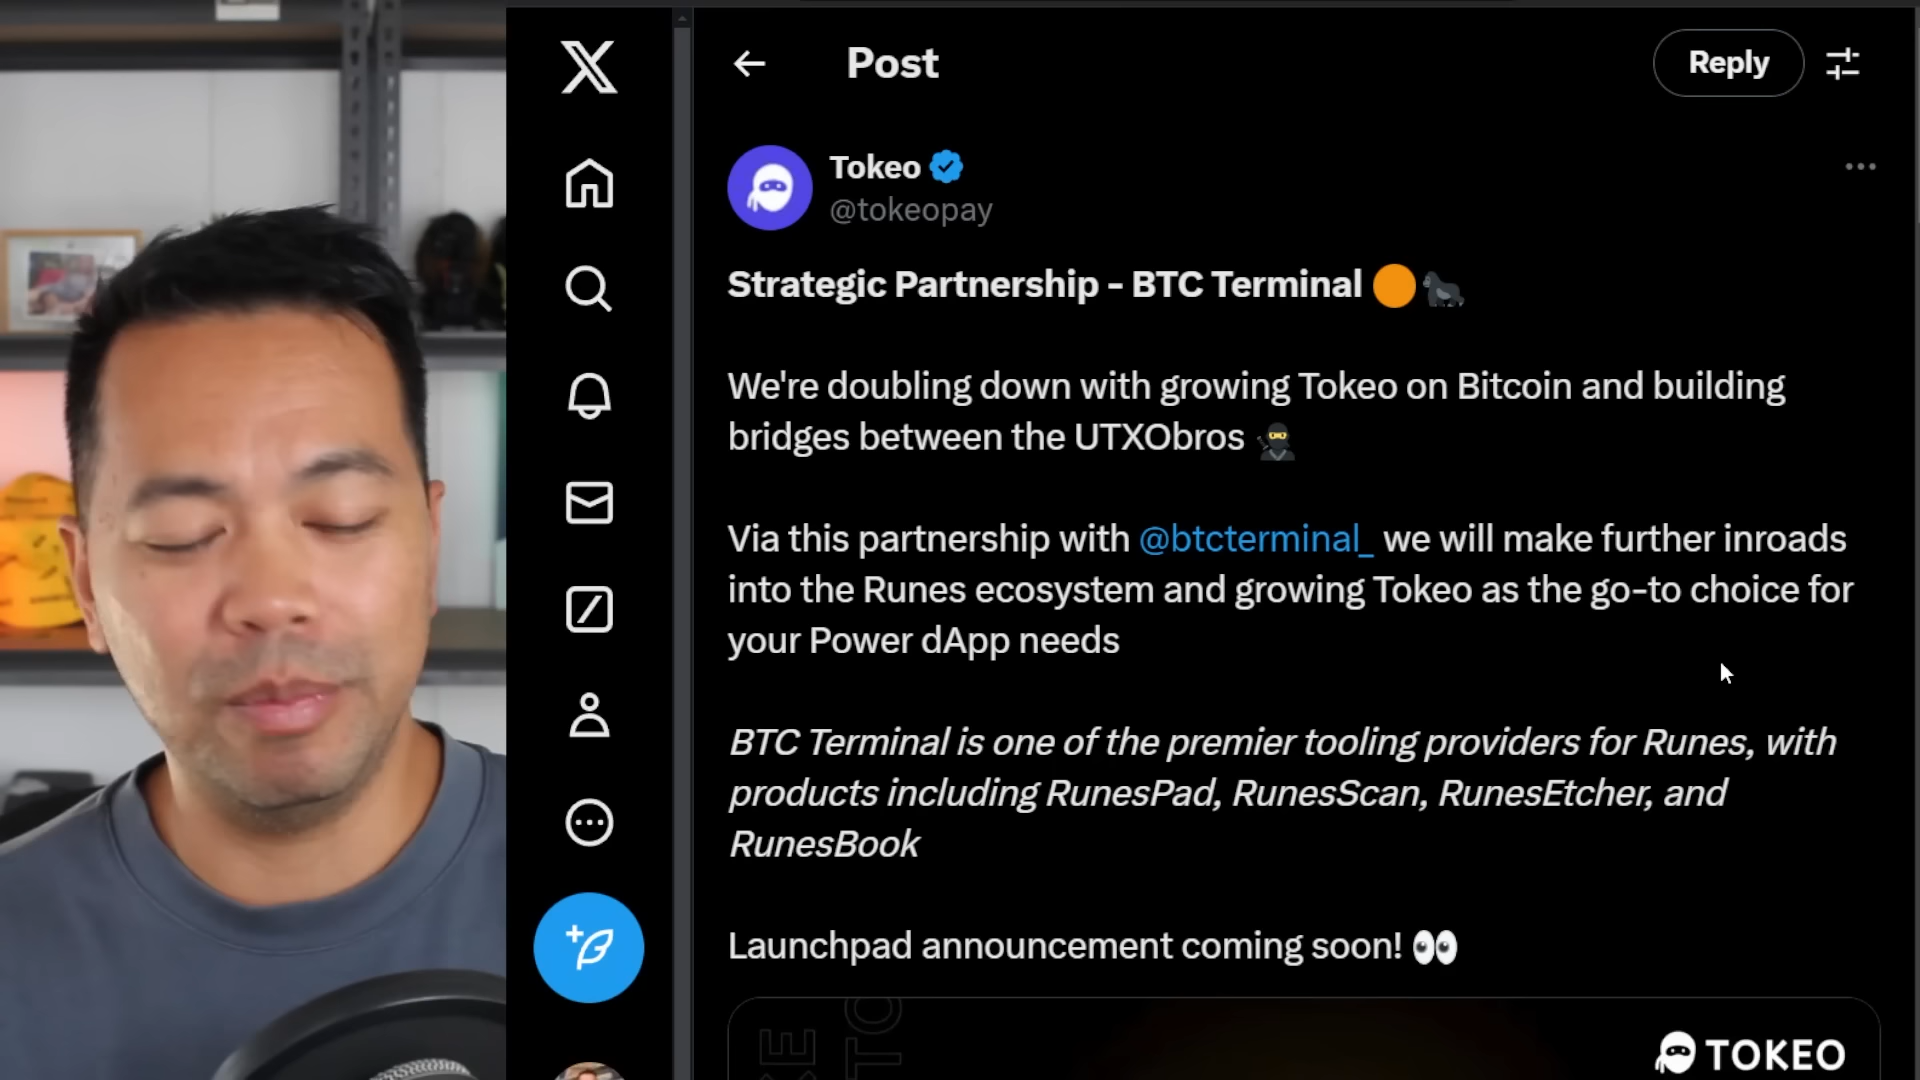 Post
Reply
Tokeo
@tokeopay
Strategic Partnership - BTC Terminal 🟠🦍
We're doubling down with growing Tokeo on Bitcoin and building
bridges between the UTXObros 🥷
Via this partnership with @btcterminal_ we will make further inroads
into the Runes ecosystem and growing Tokeo as the go-to choice for
your Power dApp needs
BTC Terminal is one of the premier tooling providers for Runes, with
products including RunesPad, RunesScan, RunesEtcher, and
RunesBook
Launchpad announcement coming soon! 👀
TOKEO